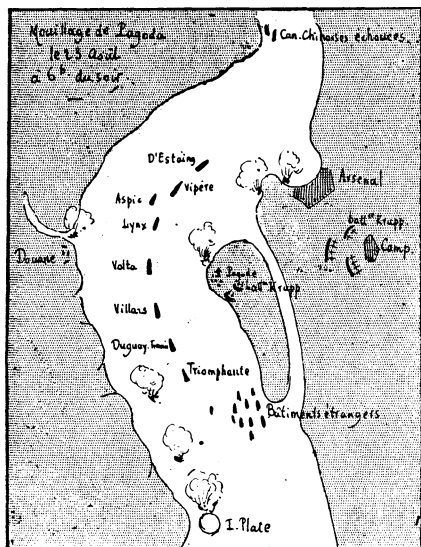 Mouillage de Pagoda
le 23 Août
a 6h. du soir.
Can. Chinoises échouées.
D'Estaing
Vipère
Aspic
Lynx
Arsenal
batt.ie Krupp
Camp.
Douane
Volta
Pagode
batt.ie Krupp
Villars
Duguay. Trouin
Triomphante
Bâtiments étrangers
I. Plate